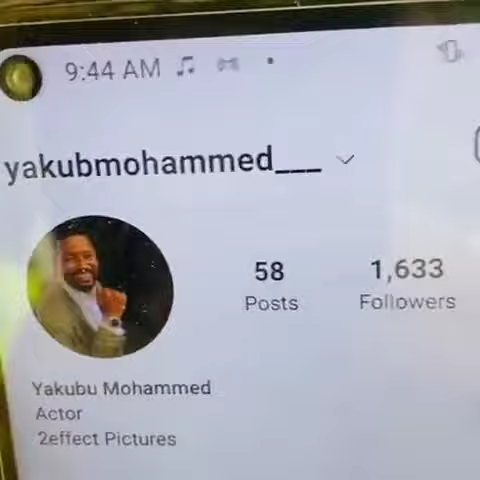 9:44 AM
yakubmohammed___
58
Posts
1,633
Followers
Yakubu Mohammed
Actor
2effect Pictures